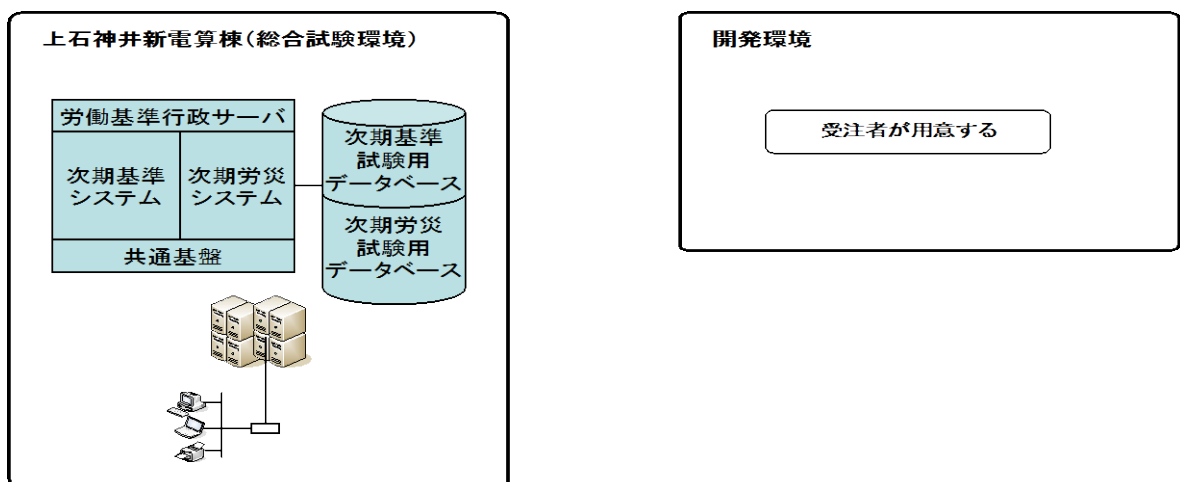 上石神井新電算棟(総合試験環境)
労働基準行政サーバ
次期基準
システム
次期労災
システム
共通基盤
次期基準
試験用
データベース
次期労災
試験用
データベース
開発環境
受注者が用意する